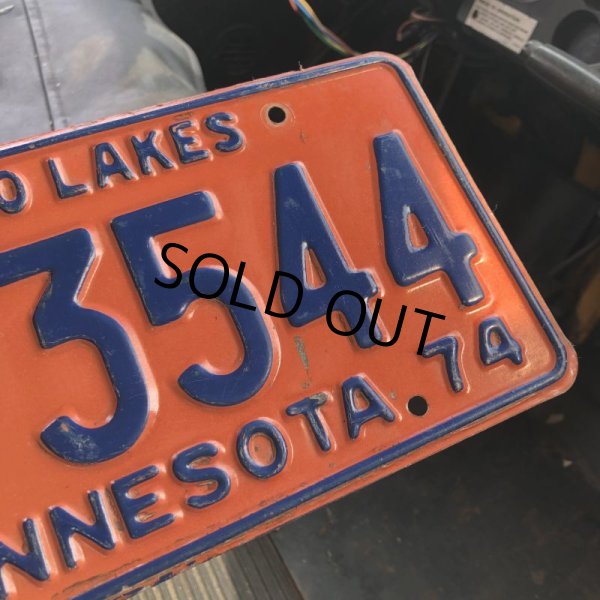 O LAKES
3544
SOLD OUT
74
NNESOTA